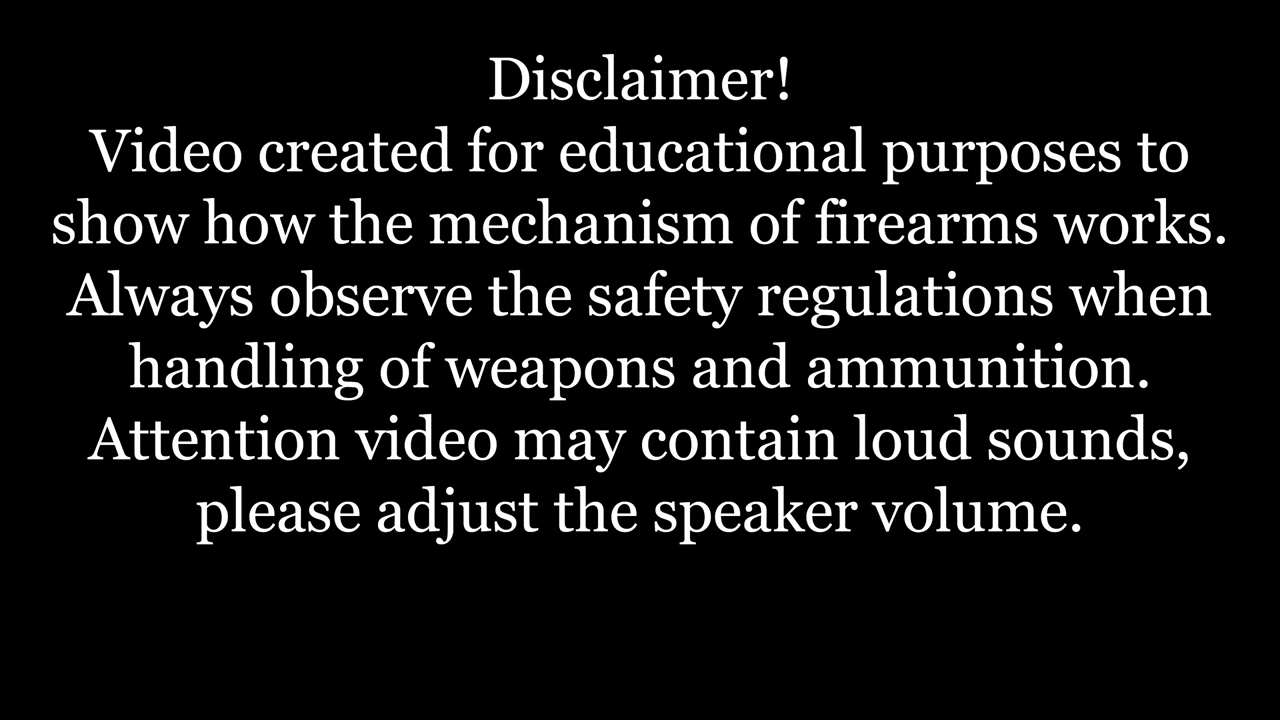 Disclaimer!
Video created for educational purposes to
show how the mechanism of firearms works.
Always observe the safety regulations when
handling of weapons and ammunition.
Attention video may contain loud sounds,
please adjust the speaker volume.